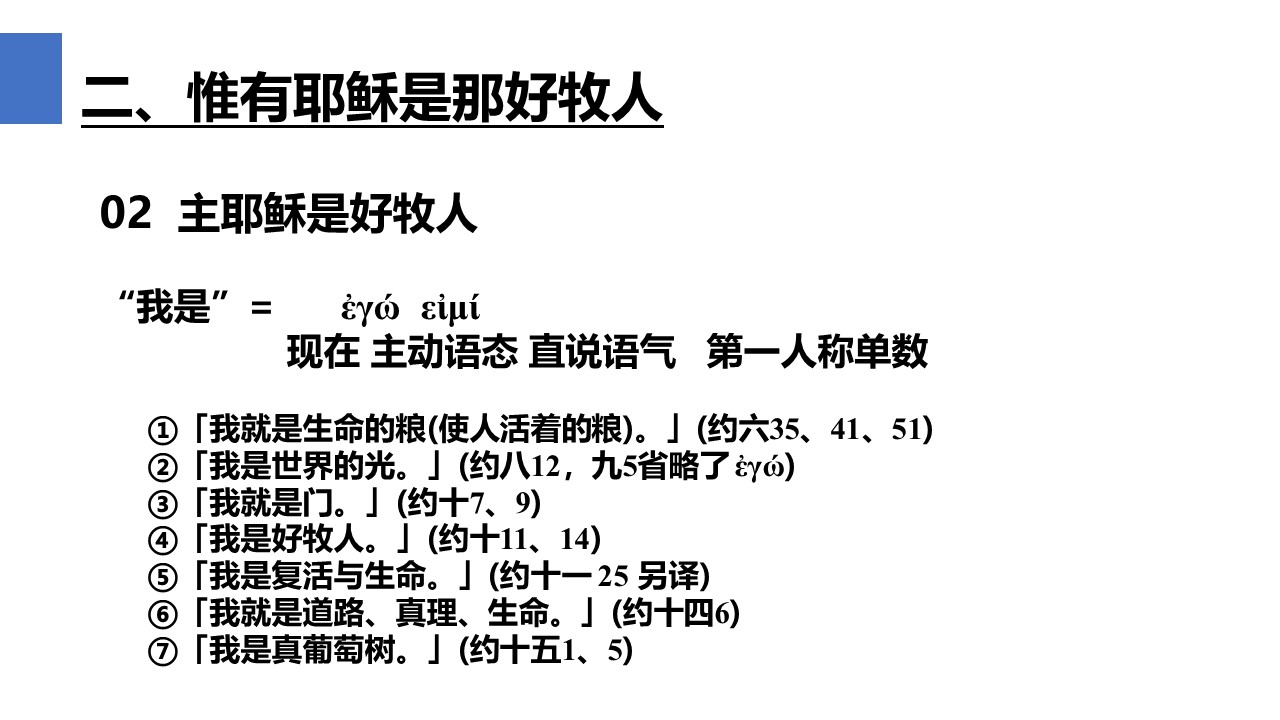 二、惟有耶稣是那好牧人
02 主耶稣是好牧人
“我是” = ἐγώ εἰμί
现在 主动语态 直说语气 第一人称单数
①「我就是生命的粮(使人活着的粮)。」(约六35、41、51)
②「我是世界的光。」(约八12，九5省略了 ἐγώ)
③「我就是门。」(约十7、9)
④「我是好牧人。」(约十11、14)
⑤「我是复活与生命。」(约十一 25 另译)
⑥「我就是道路、真理、生命。」(约十四6)
⑦「我是真葡萄树。」(约十五1、5)